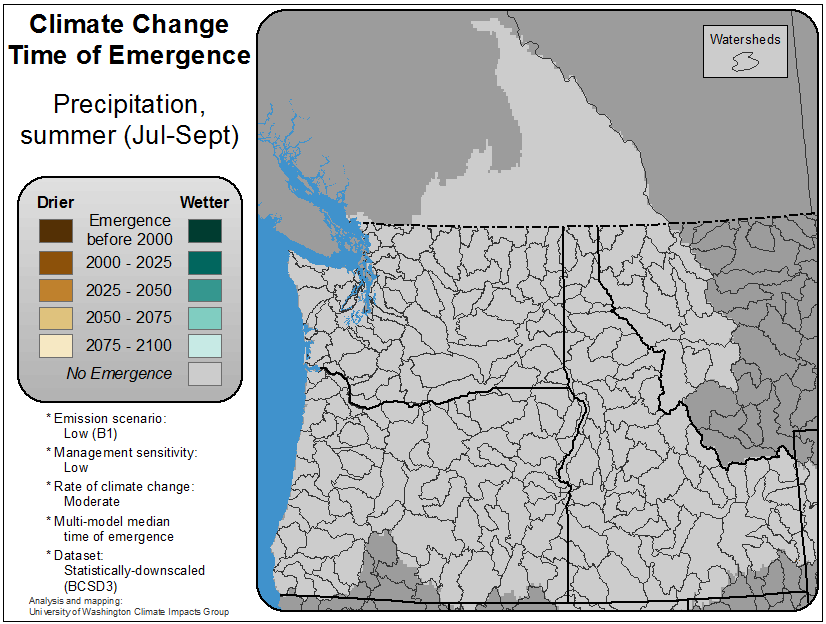 Climate Change
Time of Emergence
Precipitation,
summer (Jul-Sept)
Drier
Wetter
Emergence
before 2000
2000 - 2025
2025 - 2050
2050 - 2075
2075 - 2100
No Emergence
* Emission scenario:
Low (B1)
* Management sensitivity:
Low
* Rate of climate change:
Moderate
* Multi-model median
time of emergence
* Dataset:
Statistically-downscaled
(BCSD3)
Analysis and mapping:
University of Washington Climate Impacts Group
Watersheds